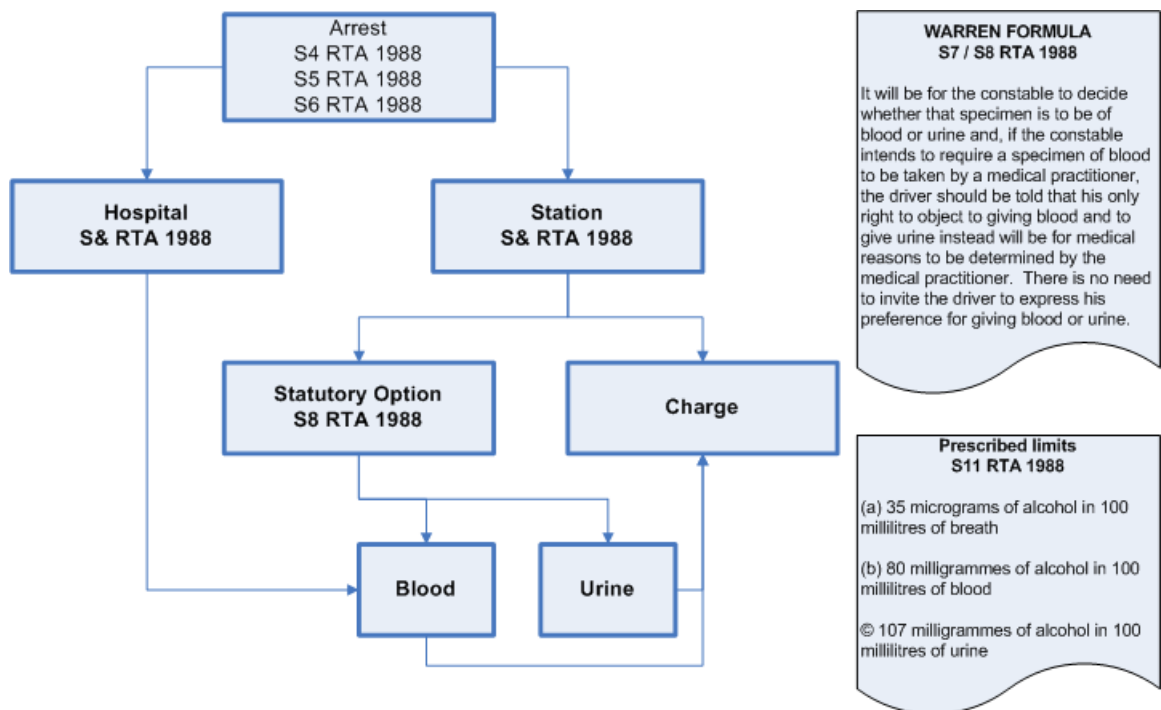 Arrest
S4 RTA 1988
S5 RTA 1988
S6 RTA 1988
Hospital
S& RTA 1988
Station
S& RTA 1988
Statutory Option
S8 RTA 1988
Charge
Blood
Urine
WARREN FORMULA
S7 / S8 RTA 1988
It will be for the constable to decide
whether that specimen is to be of
blood or urine and, if the constable
intends to require a specimen of blood
to be taken by a medical practitioner,
the driver should be told that his only
right to object to giving blood and to
give urine instead will be for medical
reasons to be determined by the
medical practitioner.  There is no need
to invite the driver to express his
preference for giving blood or urine.
Prescribed limits
S11 RTA 1988
(a) 35 micrograms of alcohol in 100
millilitres of breath
(b) 80 milligrammes of alcohol in 100
millilitres of blood
© 107 milligrammes of alcohol in 100
millilitres of urine